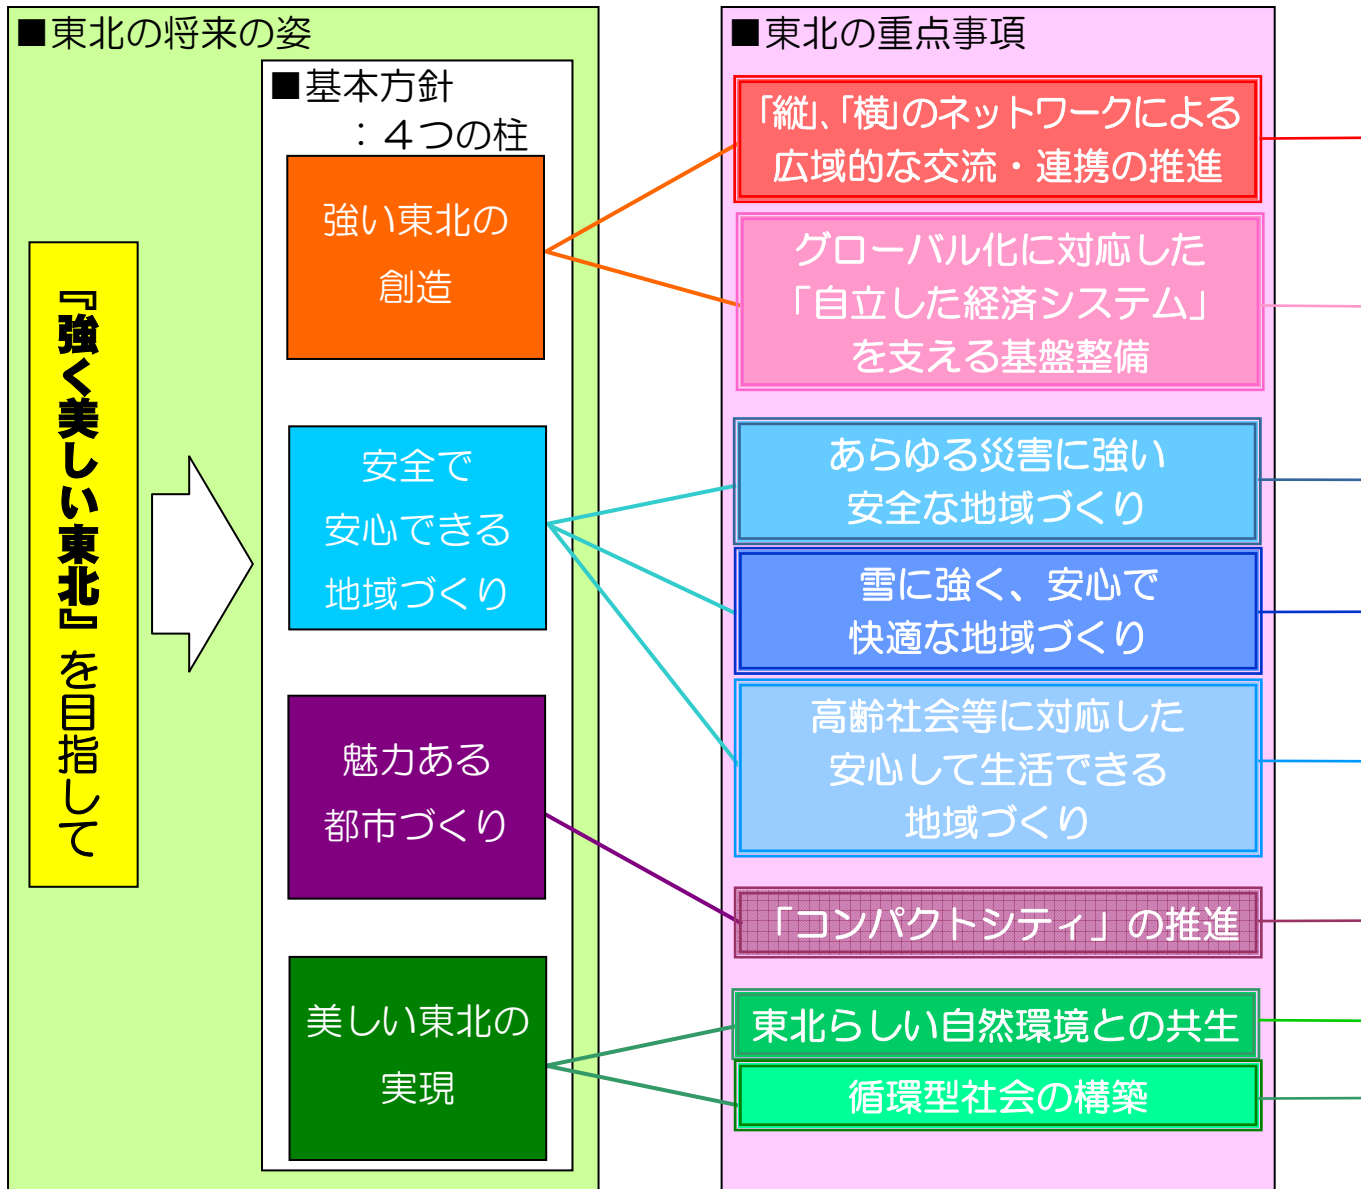 ■東北の将来の姿
『強く美しい東北』を目指して
■基本方針
：４つの柱
強い東北の
創造
安全で
安心できる
地域づくり
魅力ある
都市づくり
美しい東北の
実現
■東北の重点事項
「縦」、「横」のネットワークによる
広域的な交流・連携の推進
グローバル化に対応した
「自立した経済システム」
を支える基盤整備
あらゆる災害に強い
安全な地域づくり
雪に強く、安心で
快適な地域づくり
高齢社会等に対応した
安心して生活できる
地域づくり
「コンパクトシティ」の推進
東北らしい自然環境との共生
循環型社会の構築